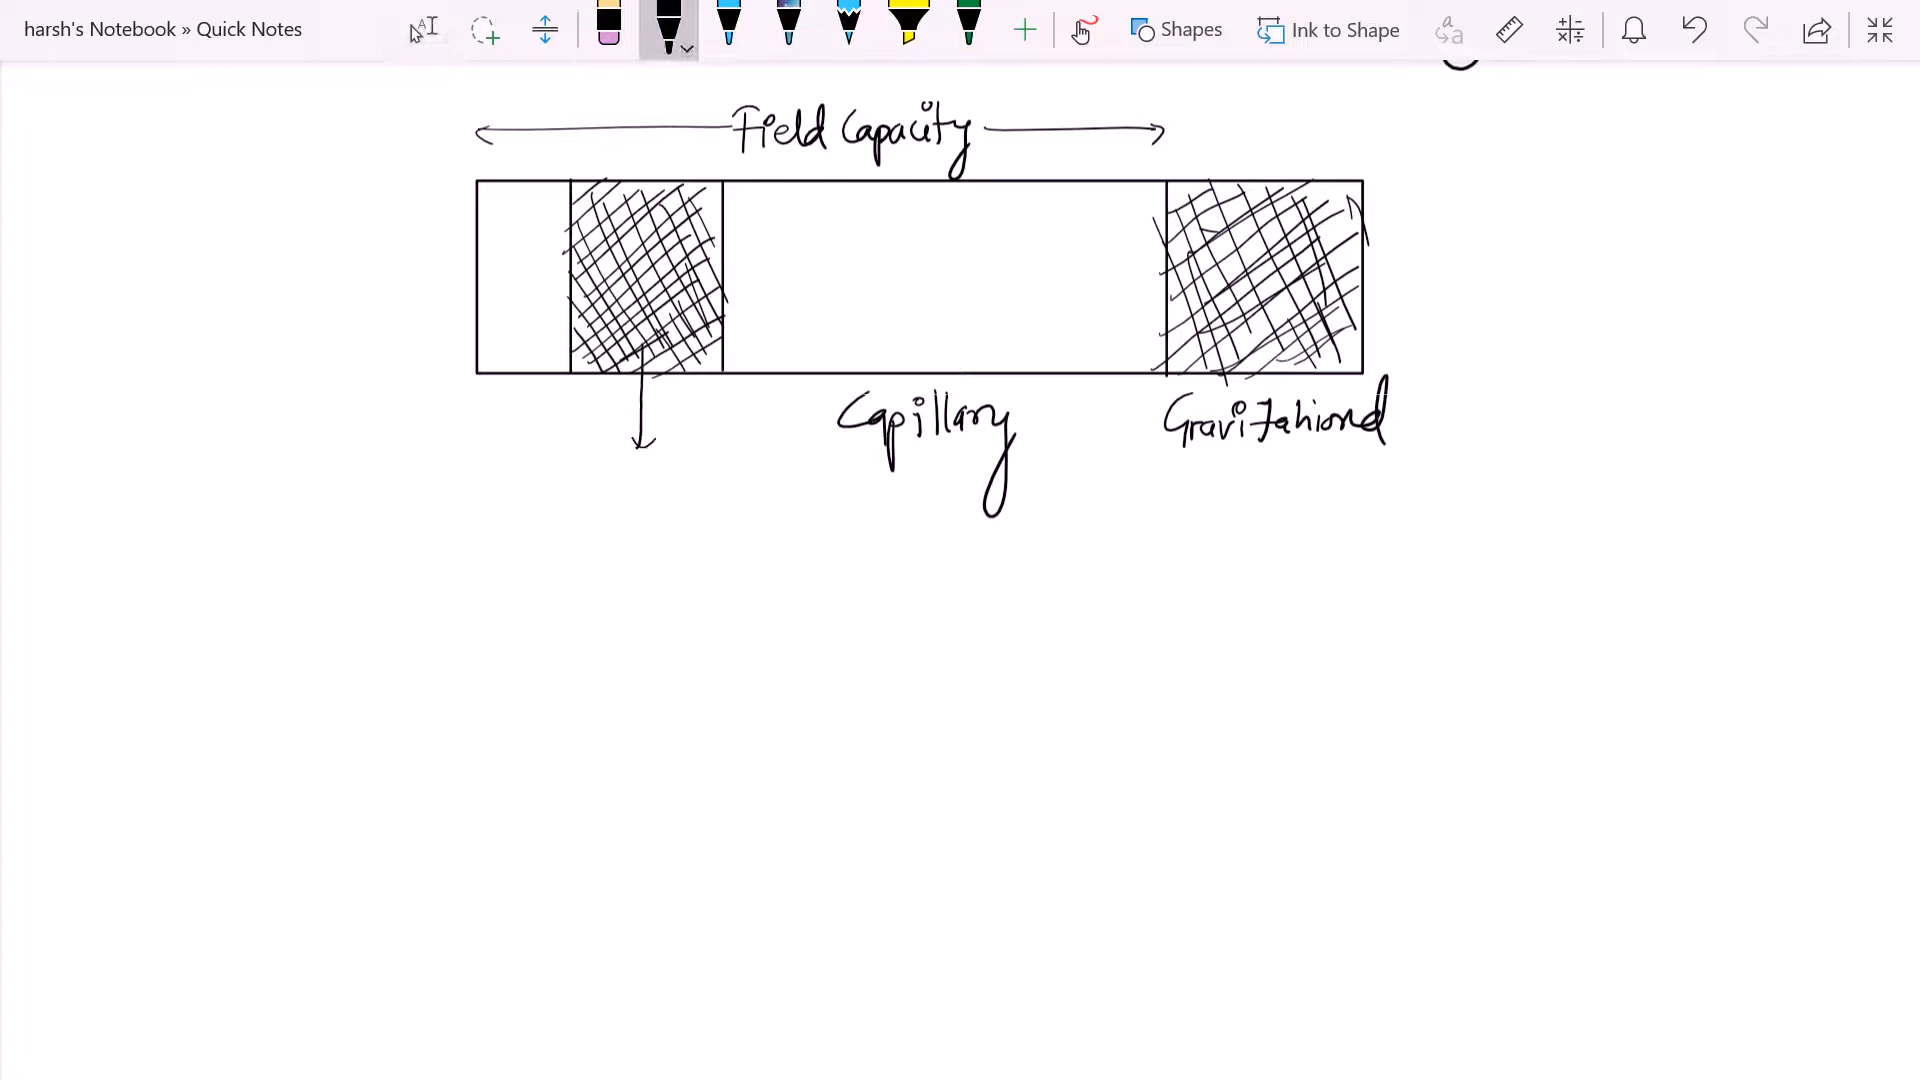 harsh's Notebook » Quick Notes
Shapes
Ink to Shape
Field Capacity
Capillary
Gravitational